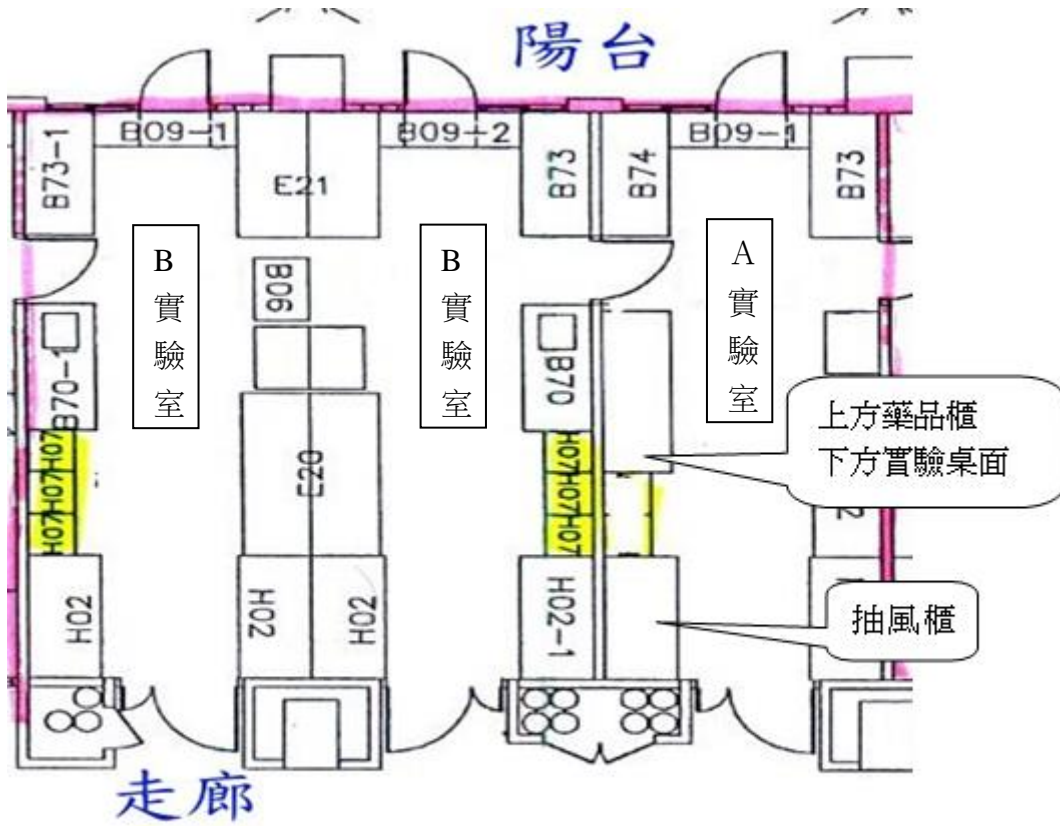 陽台
B09-1
B09-2
B09-1
B73-1
E21
B73
B74
B73
B
實
驗
室
B
實
驗
室
A
實
驗
室
B06
B70-1
B70
上方藥品櫃
下方實驗桌面
H07
H07
H07
E20
H07
H07
H07
H02
H02
H02
H02-1
抽風櫃
走廊